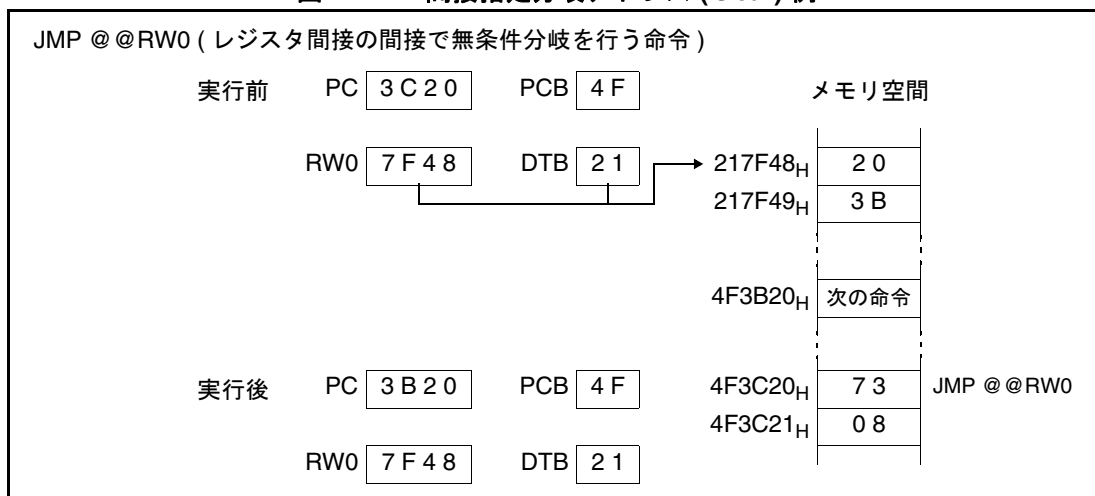 JMP @@RW0 ( レジスタ間接の間接で無条件分岐を行う命令 )
実行前 PC 3C20 PCB 4F メモリ空間
RW0 7F48 DTB 21 217F48H 20
217F49H 3B
4F3B20H 次の命令
実行後 PC 3B20 PCB 4F 4F3C20H 73 JMP @@RW0
4F3C21H 08
RW0 7F48 DTB 21